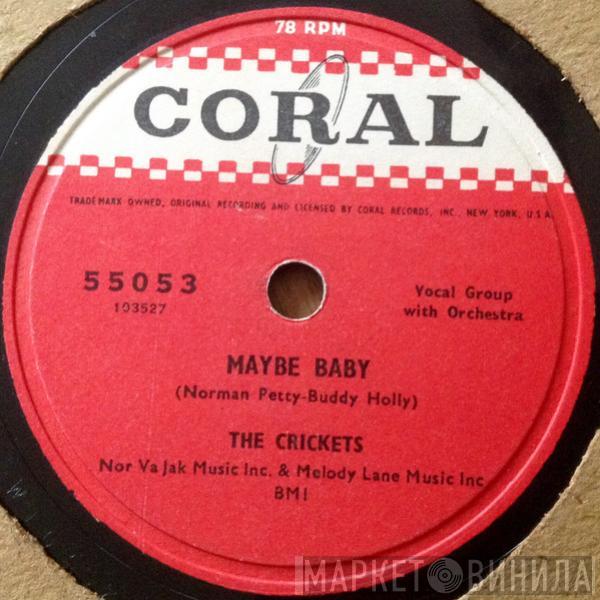 78 RPM
CORAL
TRADE MARK OWNED, ORIGINAL RECORDING AND LICENSED BY CORAL RECORDS, INC., NEW YORK, U.S.A.
55053
103527
Vocal Group
with Orchestra
MAYBE BABY
(Norman Petty-Buddy Holly)
THE CRICKETS
Nor Va Jak Music Inc. & Melody Lane Music Inc
BMI
МАРКЕТ ВИНИЛА